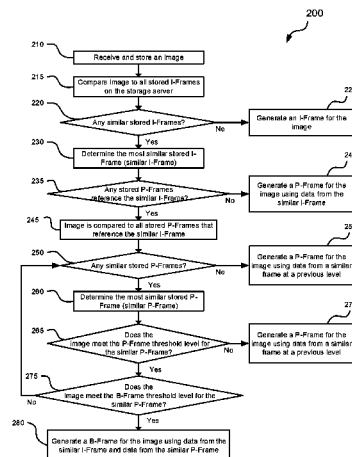 200
210
Receive and store an image
215
Compare image to all stored I-Frames
on the storage server
220
Any similar stored I-Frames?
No
22
Generate an I-Frame for the
image
Yes
230
Determine the most similar stored I-
Frame (similar I-Frame)
235
Any stored P-Frames
reference the similar I-Frame?
No
24
Generate a P-Frame for the
image using data from the
similar I-Frame
Yes
245
Image is compared to all stored P-Frames that
reference the similar I-Frame
250
Any similar stored P-Frames?
No
25
Generate a P-Frame for the
image using data from a similar
frame at a previous level
Yes
260
Determine the most similar stored P-
Frame (similar P-Frame)
265
Does the
image meet the P-Frame threshold level for
the similar P-Frame?
No
27
Generate a P-Frame for the
image using data from a similar
frame at a previous level
Yes
275
Does the
image meet the B-Frame threshold level for
the similar P-Frame?
No
Yes
280
Generate a B-Frame for the image using data from the
similar I-Frame and data from the similar P-Frame